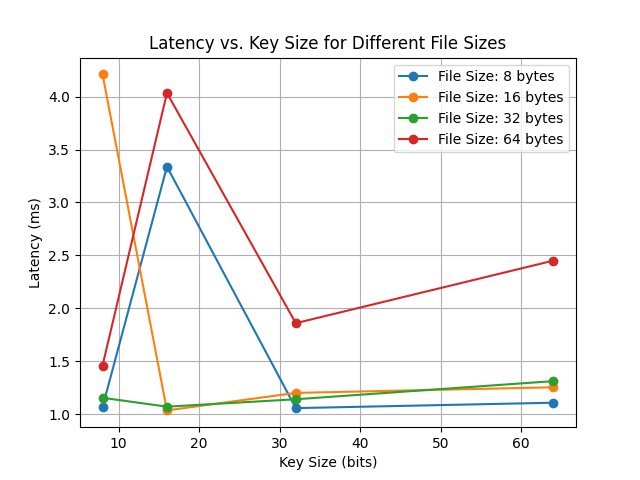 Latency vs. Key Size for Different File Sizes
File Size: 8 bytes
File Size: 16 bytes
File Size: 32 bytes
File Size: 64 bytes
Latency (ms)
4.0
3.5
3.0
2.5
2.0
1.5
1.0
10 20 30 40 50 60
Key Size (bits)